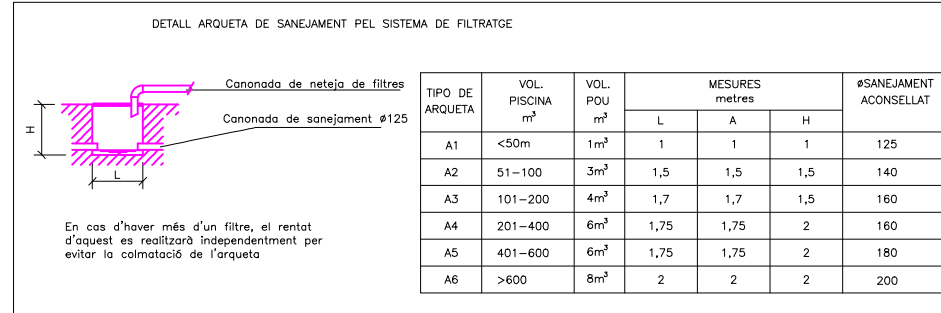 DETALL ARQUETA DE SANEJAMENT PEL SISTEMA DE FILTRATGE
Canonada de neteja de filtres
Canonada de sanejament ø125
H
L
En cas d'haver més d'un filtre, el rentat
d'aquest es realitzarà independentment per
evitar la colmatació de l'arqueta
TIPO DE ARQUETA VOL. PISCINA m³ VOL. POU m³ MESURES metres øSANEJAMENT ACONSELLAT
L A H
A1 <50m 1m³ 1 1 1 125
A2 51-100 3m³ 1,5 1,5 1,5 140
A3 101-200 4m³ 1,7 1,7 1,5 160
A4 201-400 6m³ 1,75 1,75 2 160
A5 401-600 6m³ 1,75 1,75 2 180
A6 >600 8m³ 2 2 2 200